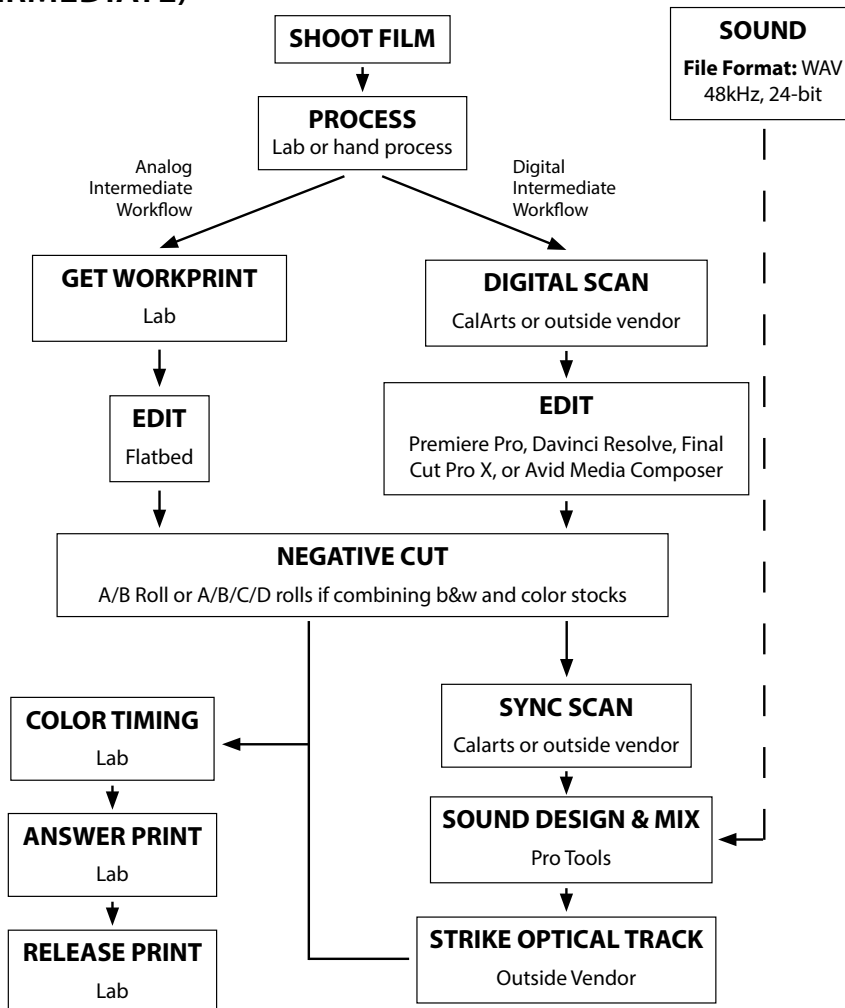 SHOOT FILM
SOUND
File Format: WAV
48kHz, 24-bit
PROCESS
Lab or hand process
Analog
Intermediate
Workflow
Digital
Intermediate
Workflow
GET WORKPRINT
Lab
DIGITAL SCAN
CalArts or outside vendor
EDIT
Flatbed
EDIT
Premiere Pro, Davinci Resolve, Final
Cut Pro X, or Avid Media Composer
NEGATIVE CUT
A/B Roll or A/B/C/D rolls if combining b&w and color stocks
COLOR TIMING
Lab
SYNC SCAN
Calarts or outside vendor
ANSWER PRINT
Lab
SOUND DESIGN & MIX
Pro Tools
RELEASE PRINT
Lab
STRIKE OPTICAL TRACK
Outside Vendor